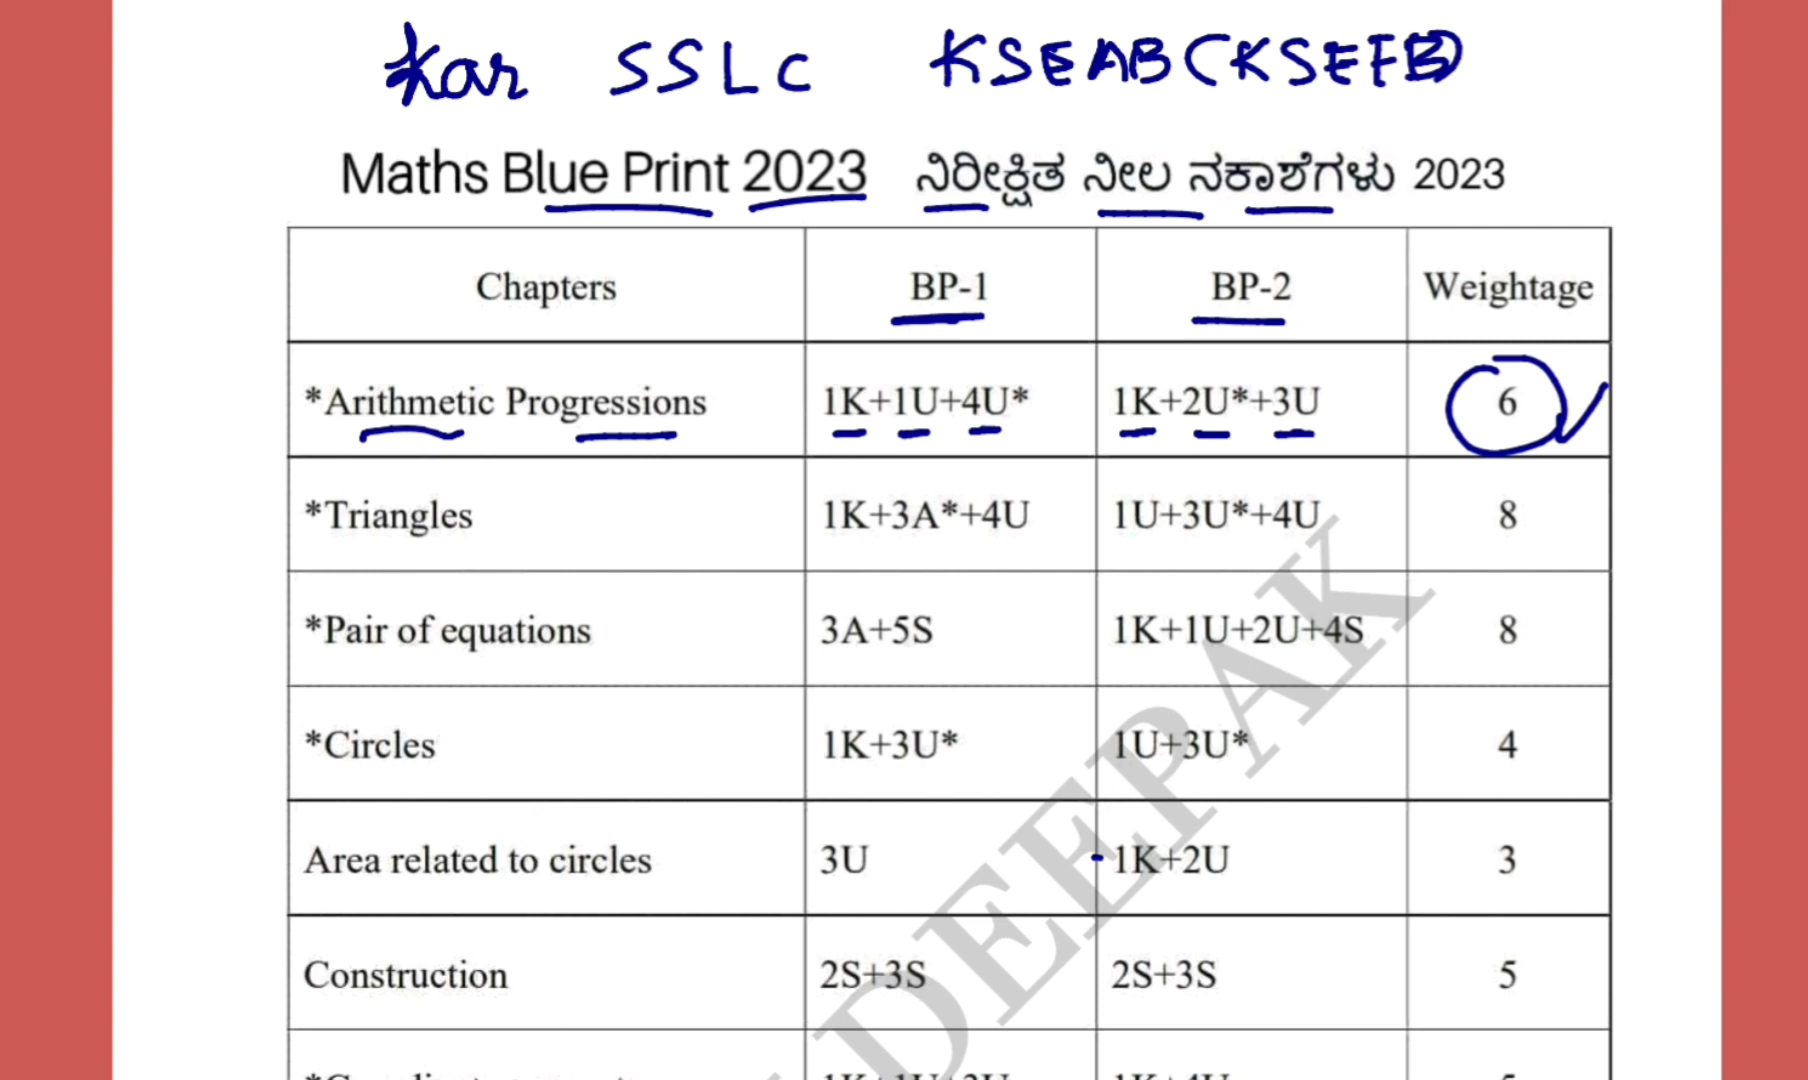 Kar SSLC KSEABCKSEEB)
Maths Blue Print 2023 ನಿರೀಕ್ಷಿತ ನೀಲ ನಕಾಶೆಗಳು 2023
Chapters BP-1 BP-2 Weightage
*Arithmetic Progressions 1K+1U+4U* 1K+2U*+3U 6
*Triangles 1K+3A*+4U 1U+3U*+4U 8
*Pair of equations 3A+5S 1K+1U+2U+4S 8
*Circles 1K+3U* 1U+3U* 4
Area related to circles 3U 1K+2U 3
Construction 2S+3S 2S+3S 5
DEEPAK